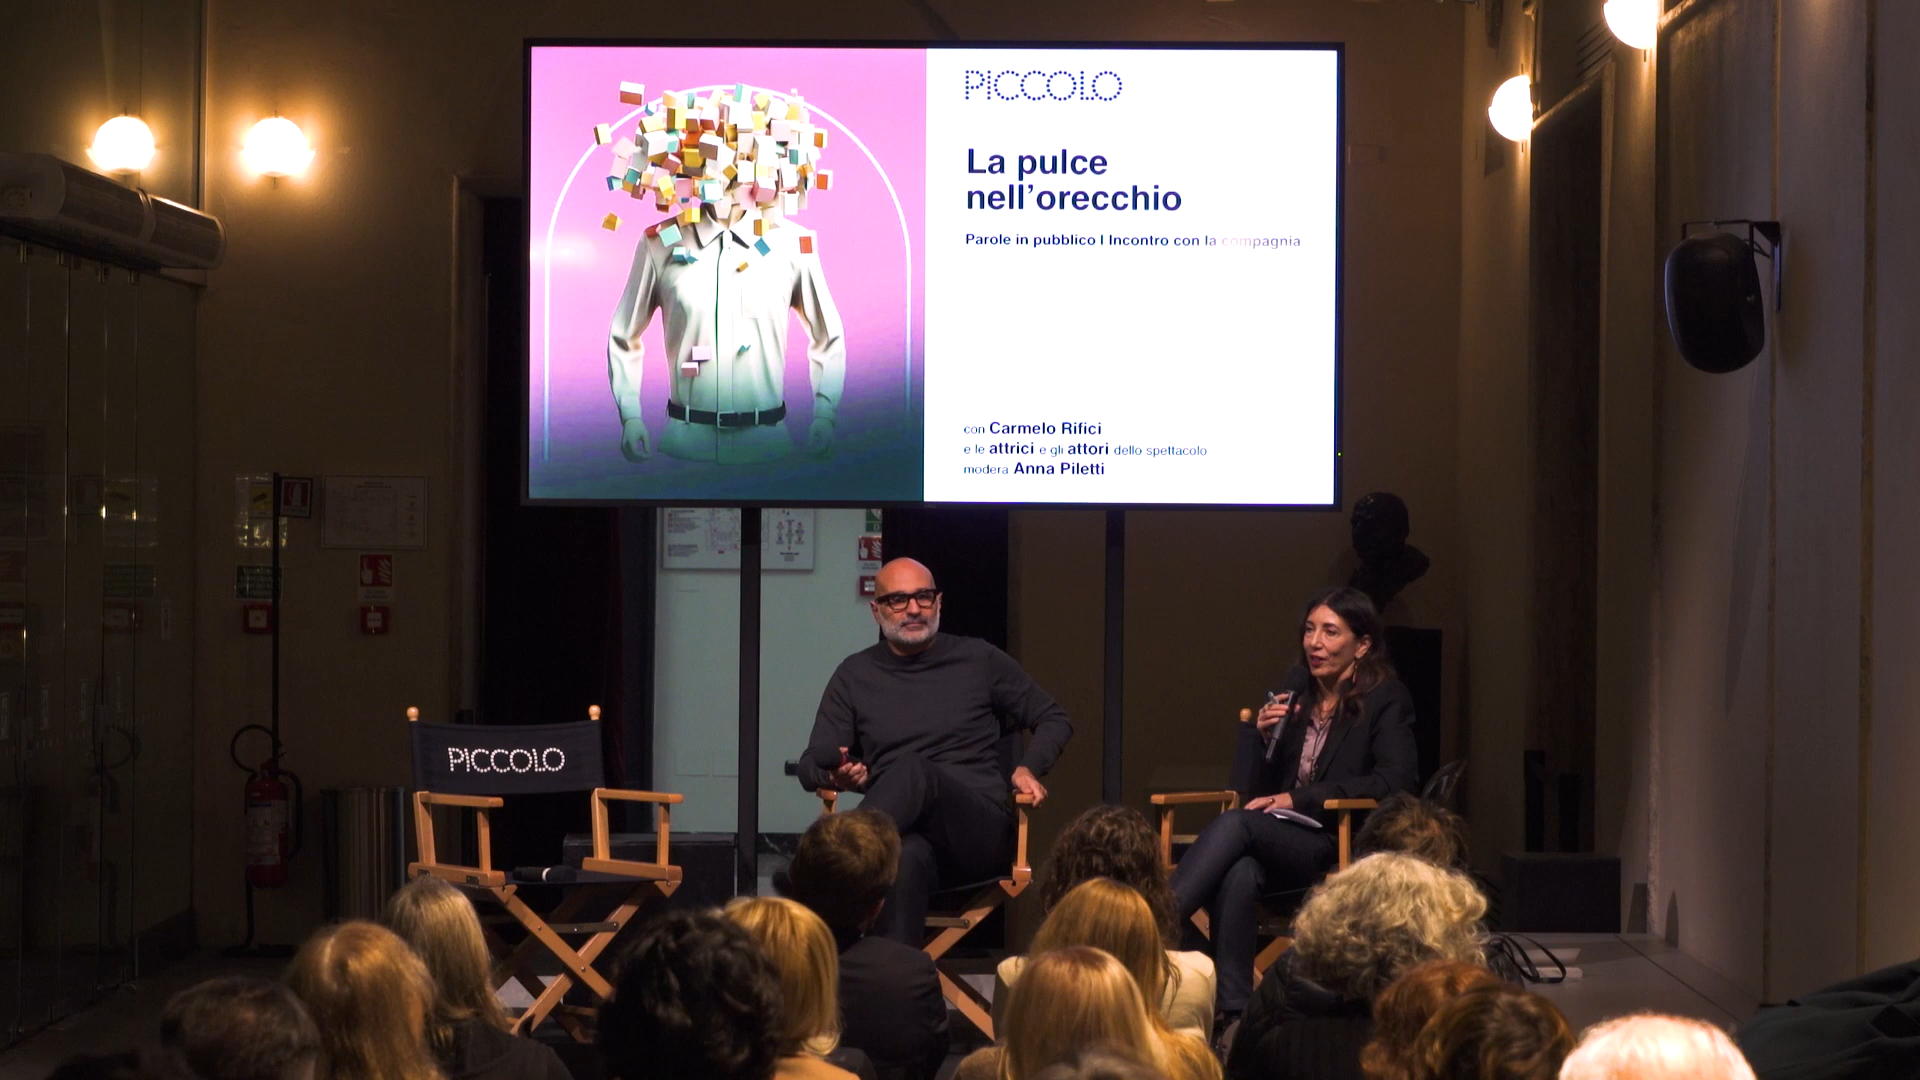 PICCOLO
La pulce
nell'orecchio
Parole in pubblico | Incontro con la compagnia
con Carmelo Rifici
e le attrici e gli attori dello spettacolo
modera Anna Piletti
PICCOLO